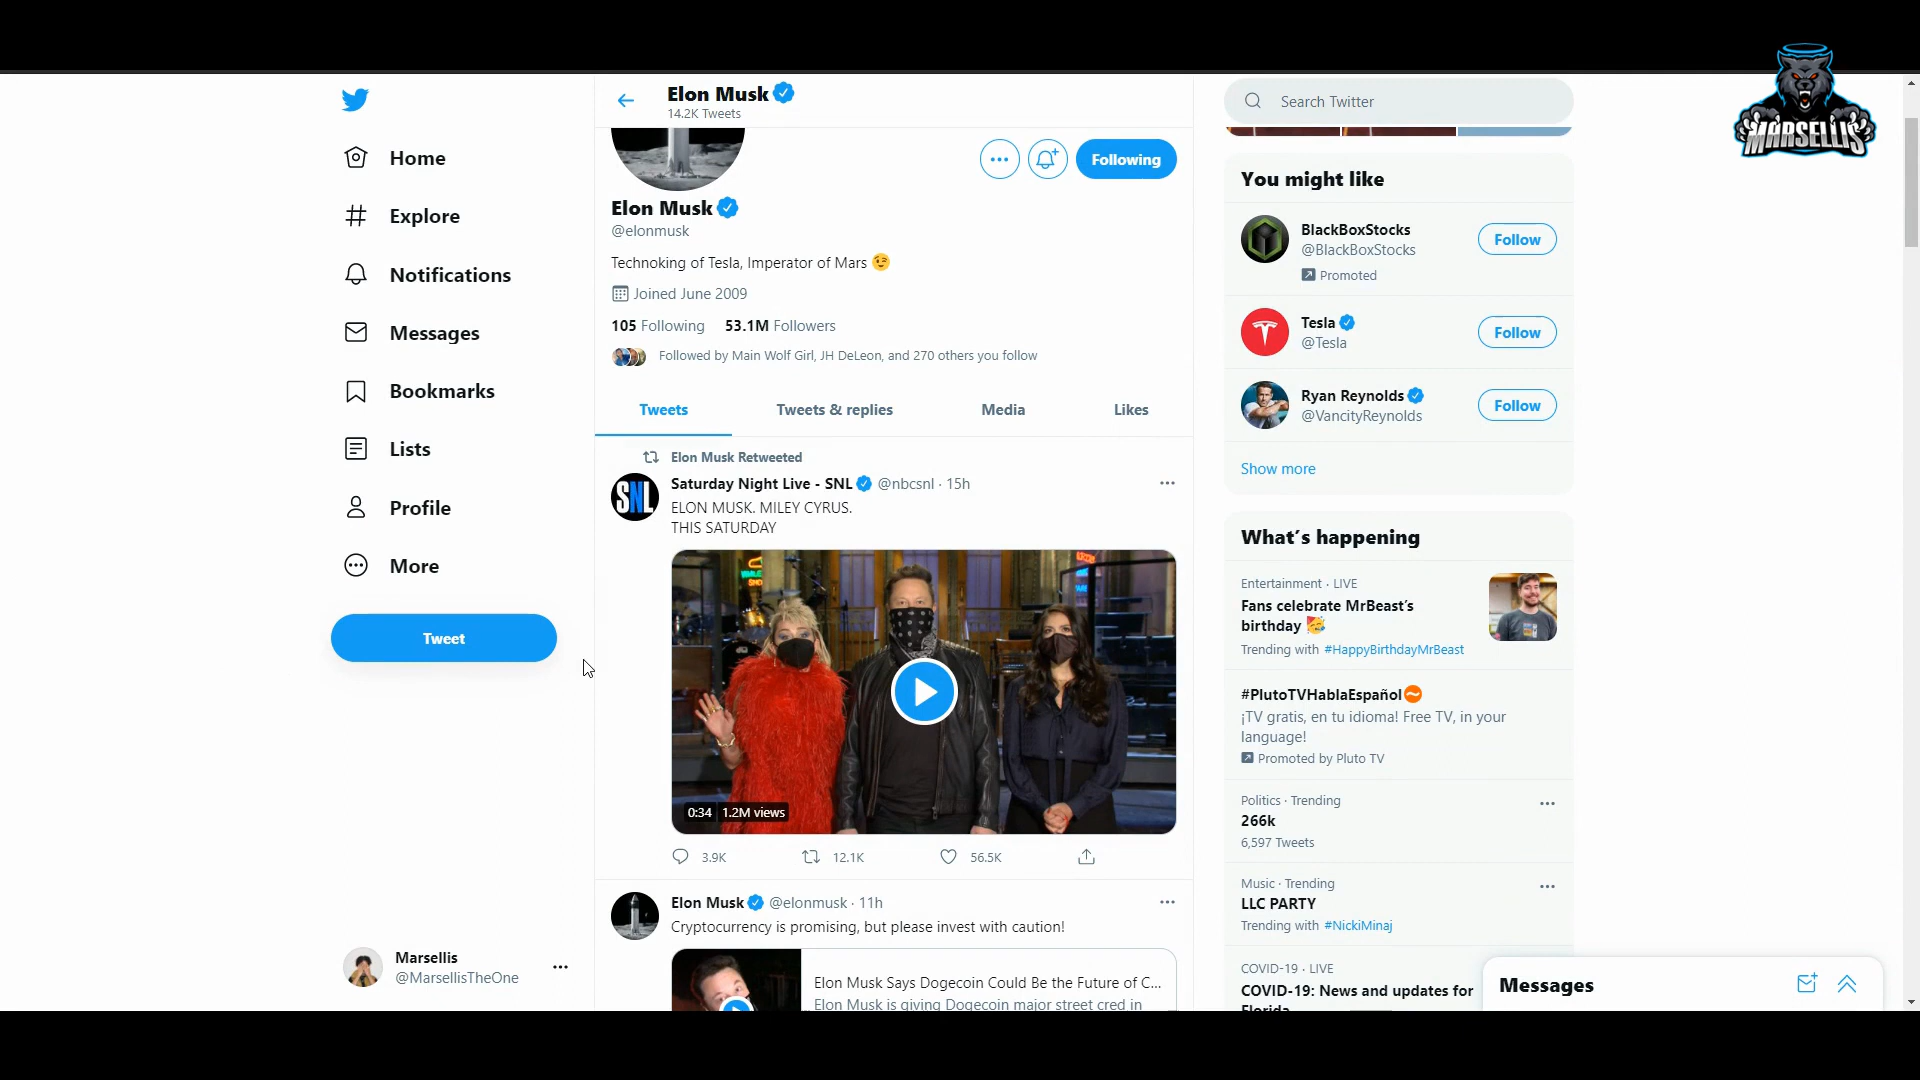 Home
Explore
Notifications
Messages
Bookmarks
Lists
Profile
More
Tweet
Marsellis
@MarsellisTheOne
Elon Musk
14.2K Tweets
Following
Elon Musk
@elonmusk
Technoking of Tesla, Imperator of Mars 😉
Joined June 2009
105 Following 53.1M Followers
Followed by Main Wolf Girl, JH DeLeon, and 270 others you follow
Tweets Tweets & replies Media Likes
Elon Musk Retweeted
SNL
Saturday Night Live - SNL @nbcsnl · 15h
ELON MUSK. MILEY CYRUS.
THIS SATURDAY
0:34 1.2M views
3.9K 12.1K 56.5K
Elon Musk @elonmusk · 11h
Cryptocurrency is promising, but please invest with caution!
Elon Musk Says Dogecoin Could Be the Future of C...
Elon Musk is giving Dogecoin major street cred in
Search Twitter
MARSELLIS
You might like
BlackBoxStocks
@BlackBoxStocks
Follow
Promoted
Tesla
@Tesla
Follow
Ryan Reynolds
@VancityReynolds
Follow
Show more
What's happening
Entertainment · LIVE
Fans celebrate MrBeast's
birthday 🥳
Trending with #HappyBirthdayMrBeast
#PlutoTVHablaEspañol
¡TV gratis, en tu idioma! Free TV, in your
language!
Promoted by Pluto TV
Politics · Trending
266k
6,597 Tweets
Music · Trending
LLC PARTY
Trending with #NickiMinaj
COVID-19 · LIVE
COVID-19: News and updates for
Florida
Messages